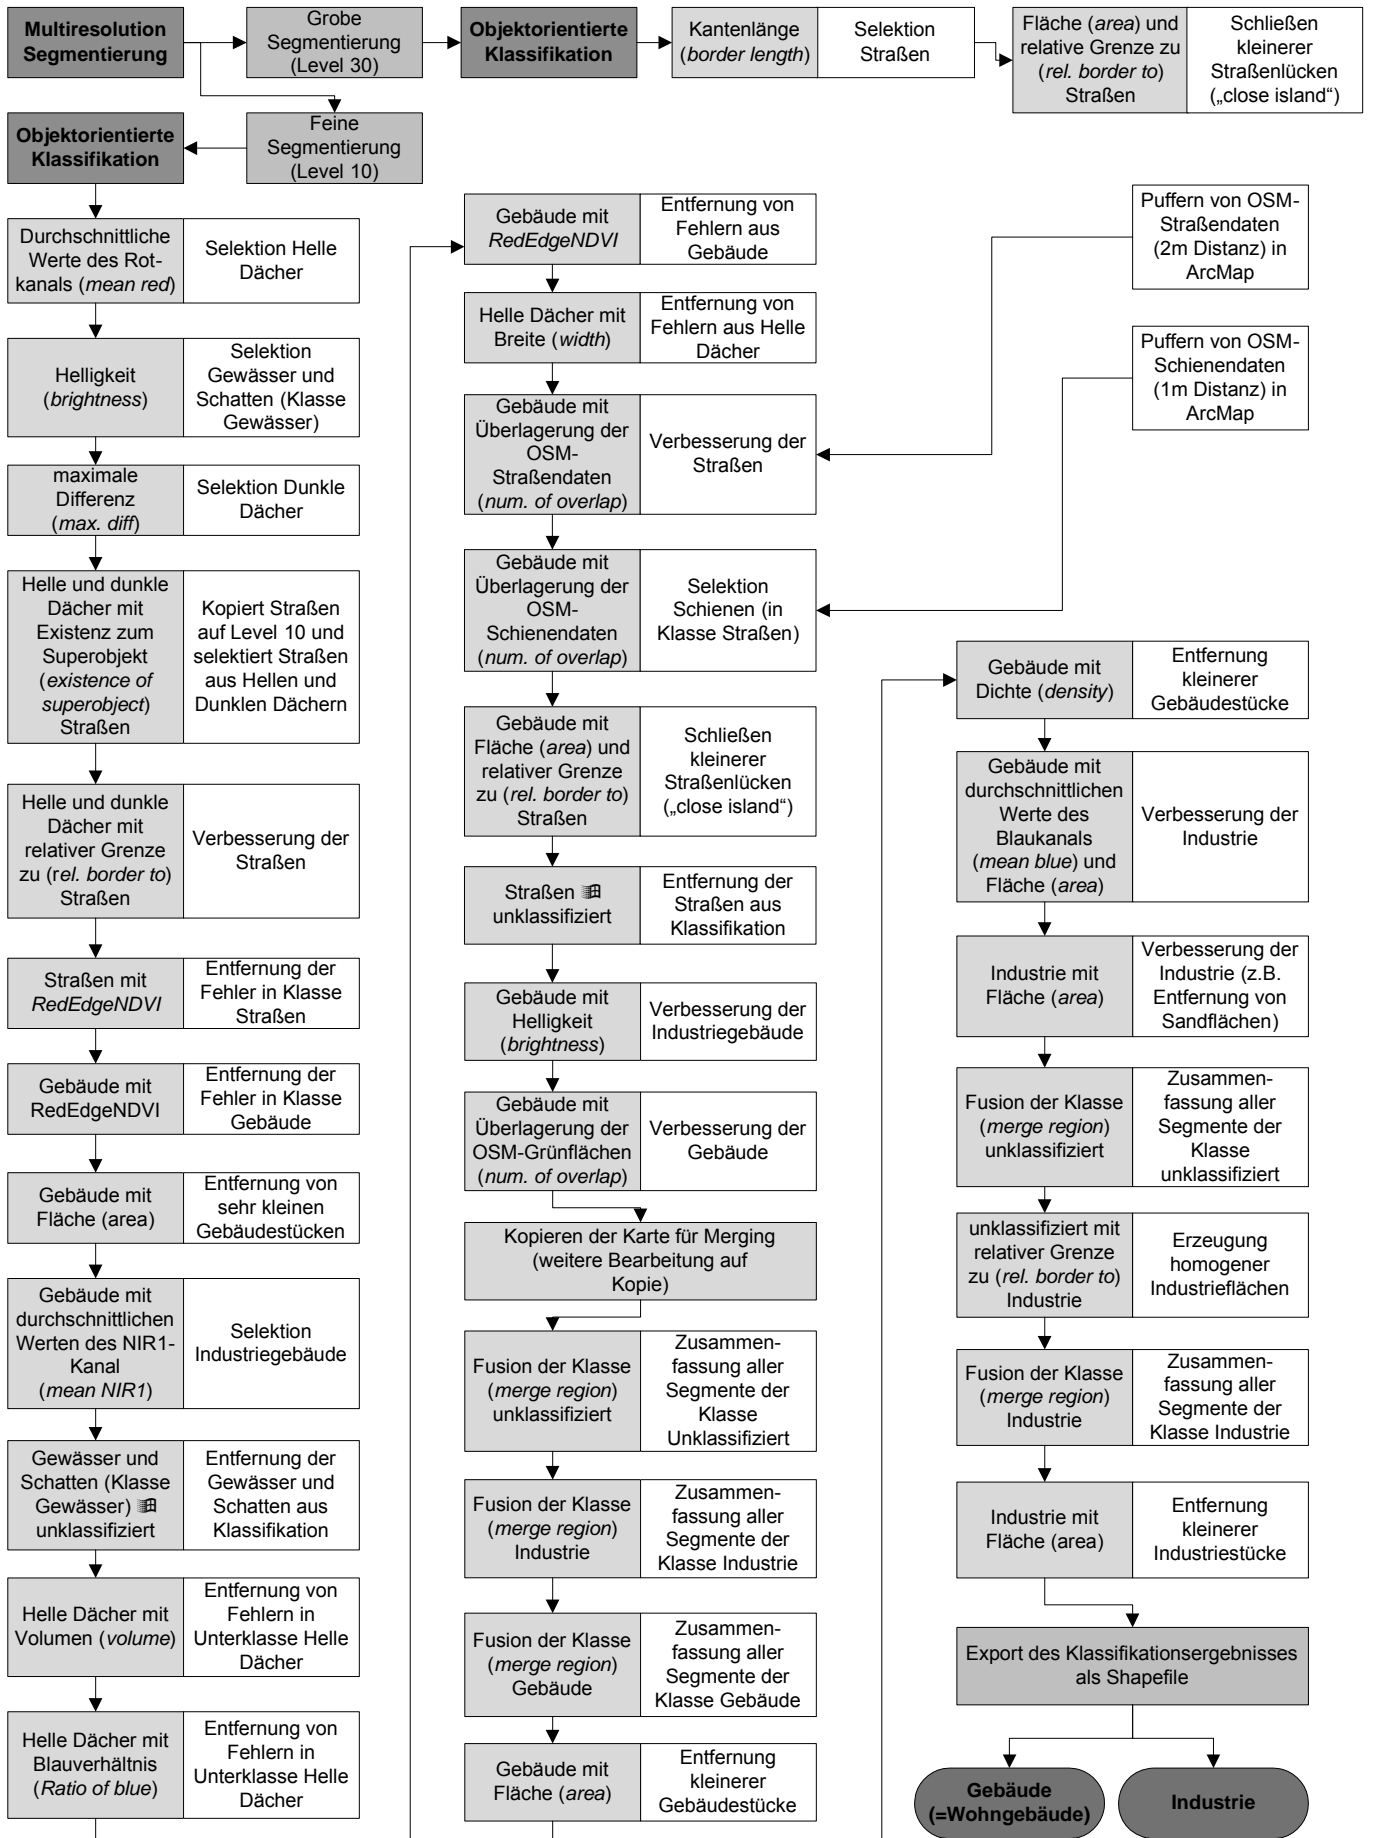 Multiresolution
Segmentierung
Grobe
Segmentierung
(Level 30)
Objektorientierte
Klassifikation
Kantenlänge
(border length)
Selektion
Straßen
Fläche (area) und
relative Grenze zu
(rel. border to)
Straßen
Schließen
kleinerer
Straßenlücken
(„close island“)
Feine
Segmentierung
(Level 10)
Objektorientierte
Klassifikation
Durchschnittliche
Werte des Rot-
kanals (mean red)
Selektion Helle
Dächer
Helligkeit
(brightness)
Selektion
Gewässer und
Schatten (Klasse
Gewässer)
maximale
Differenz
(max. diff)
Selektion Dunkle
Dächer
Helle und dunkle
Dächer mit
Existenz zum
Superobjekt
(existence of
superobject)
Straßen
Kopiert Straßen
auf Level 10 und
selektiert Straßen
aus Hellen und
Dunklen Dächern
Helle und dunkle
Dächer mit
relativer Grenze
zu (rel. border to)
Straßen
Verbesserung der
Straßen
Straßen mit
RedEdgeNDVI
Entfernung der
Fehler in Klasse
Straßen
Gebäude mit
RedEdgeNDVI
Entfernung der
Fehler in Klasse
Gebäude
Gebäude mit
Fläche (area)
Entfernung von
sehr kleinen
Gebäudestücken
Gebäude mit
durchschnittlichen
Werten des NIR1-
Kanal
(mean NIR1)
Selektion
Industriegebäude
Gewässer und
Schatten (Klasse
Gewässer)
unklassifiziert
Entfernung der
Gewässer und
Schatten aus
Klassifikation
Helle Dächer mit
Volumen (volume)
Entfernung von
Fehlern in
Unterklasse Helle
Dächer
Helle Dächer mit
Blauverhältnis
(Ratio of blue)
Entfernung von
Fehlern in
Unterklasse Helle
Dächer
Gebäude mit
RedEdgeNDVI
Entfernung von
Fehlern aus
Gebäude
Helle Dächer mit
Breite (width)
Entfernung von
Fehlern aus Helle
Dächer
Gebäude mit
Überlagerung der
OSM-
Straßendaten
(num. of overlap)
Verbesserung der
Straßen
Gebäude mit
Überlagerung der
OSM-
Schienendaten
(num. of overlap)
Selektion
Schienen (in
Klasse Straßen)
Gebäude mit
Fläche (area) und
relativer Grenze
zu (rel. border to)
Straßen
Schließen
kleinerer
Straßenlücken
(„close island“)
Straßen
unklassifiziert
Entfernung der
Straßen aus
Klassifikation
Gebäude mit
Helligkeit
(brightness)
Verbesserung der
Industriegebäude
Gebäude mit
Überlagerung der
OSM-Grünflächen
(num. of overlap)
Verbesserung der
Gebäude
Kopieren der Karte für Merging
(weitere Bearbeitung auf
Kopie)
Fusion der Klasse
(merge region)
unklassifiziert
Zusammen-
fassung aller
Segmente der
Klasse
Unklassifiziert
Fusion der Klasse
(merge region)
Industrie
Zusammen-
fassung aller
Segmente der
Klasse Industrie
Fusion der Klasse
(merge region)
Gebäude
Zusammen-
fassung aller
Segmente der
Klasse Gebäude
Gebäude mit
Fläche (area)
Entfernung
kleinerer
Gebäudestücke
Puffern von OSM-
Straßendaten
(2m Distanz) in
ArcMap
Puffern von OSM-
Schienendaten
(1m Distanz) in
ArcMap
Gebäude mit
Dichte (density)
Entfernung
kleinerer
Gebäudestücke
Gebäude mit
durchschnittlichen
Werte des
Blaukanals
(mean blue) und
Fläche (area)
Verbesserung der
Industrie
Industrie mit
Fläche (area)
Verbesserung der
Industrie (z.B.
Entfernung von
Sandflächen)
Fusion der Klasse
(merge region)
unklassifiziert
Zusammen-
fassung aller
Segmente der
Klasse
unklassifiziert
unklassifiziert mit
relativer Grenze
zu (rel. border to)
Industrie
Erzeugung
homogener
Industrieflächen
Fusion der Klasse
(merge region)
Industrie
Zusammen-
fassung aller
Segmente der
Klasse Industrie
Industrie mit
Fläche (area)
Entfernung
kleinerer
Industriestücke
Export des Klassifikationsergebnisses
als Shapefile
Gebäude
(=Wohngebäude)
Industrie